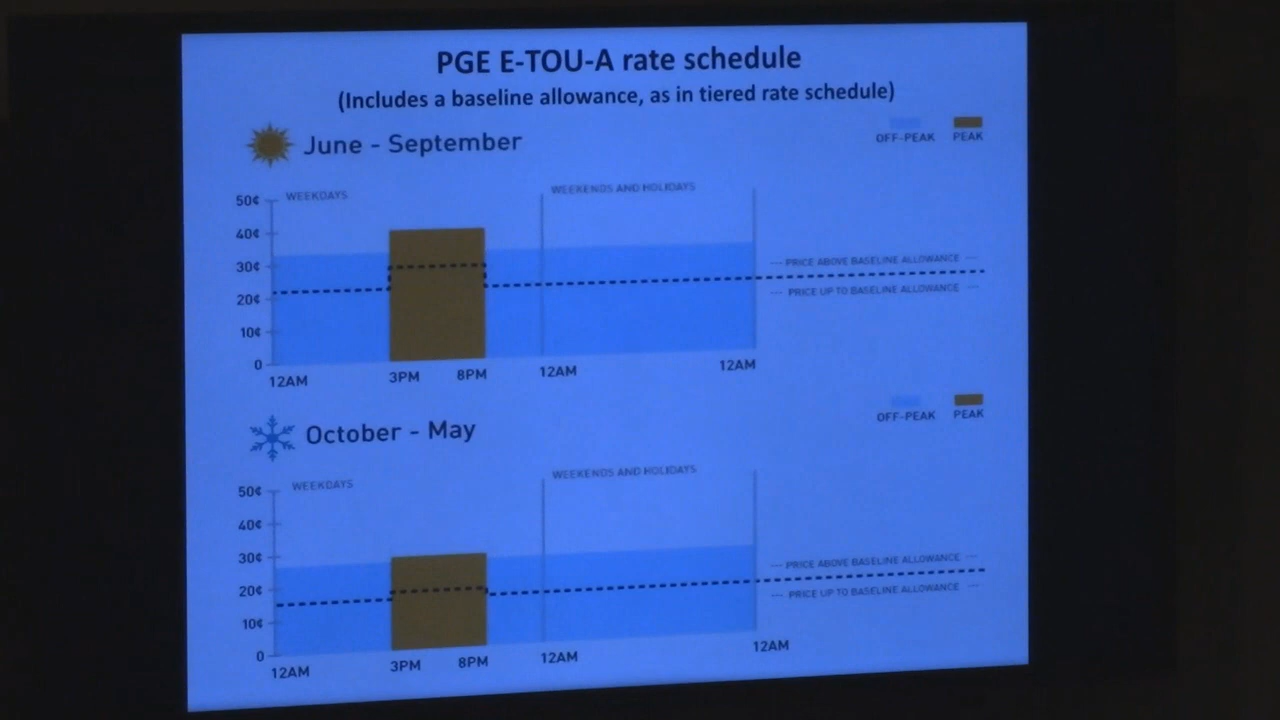 PGE E-TOU-A rate schedule
(Includes a baseline allowance, as in tiered rate schedule)
June - September
OFF-PEAK PEAK
WEEKDAYS
WEEKENDS AND HOLIDAYS
50¢
40¢
30¢
20¢
10¢
0
--- PRICE ABOVE BASELINE ALLOWANCE ---
--- PRICE UP TO BASELINE ALLOWANCE ---
12AM 3PM 8PM 12AM 12AM
October - May
OFF-PEAK PEAK
WEEKDAYS
WEEKENDS AND HOLIDAYS
50¢
40¢
30¢
20¢
10¢
0
--- PRICE ABOVE BASELINE ALLOWANCE ---
--- PRICE UP TO BASELINE ALLOWANCE ---
12AM 3PM 8PM 12AM 12AM